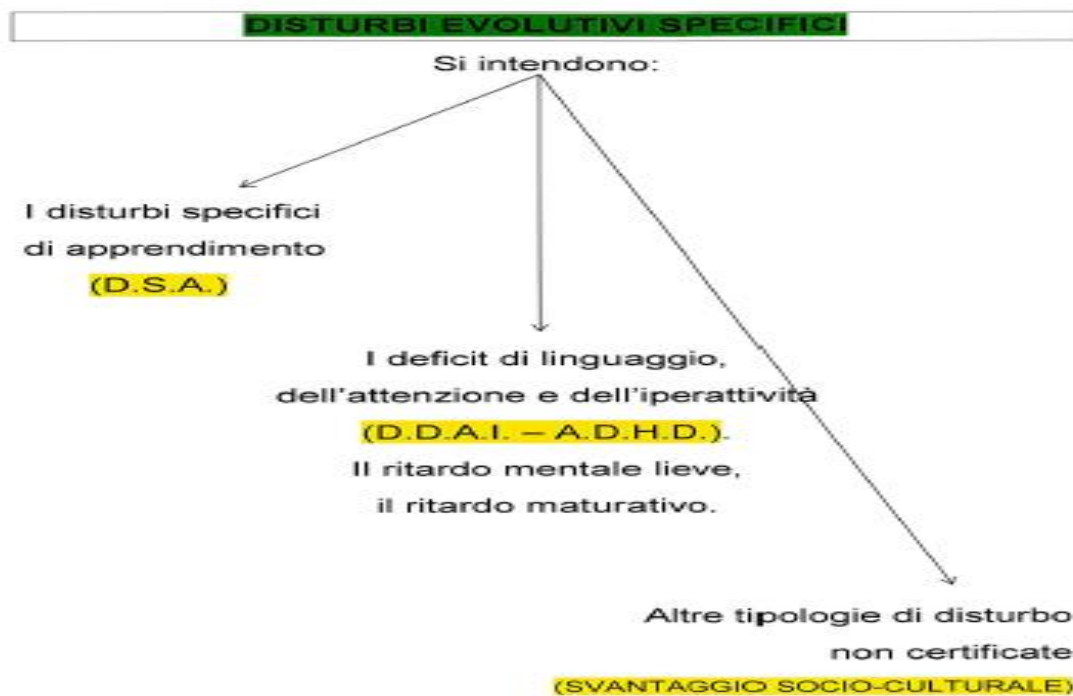 DISTURBI EVOLUTIVI SPECIFICI
Si intendono:
I disturbi specifici
di apprendimento
(D.S.A.)
I deficit di linguaggio,
dell'attenzione e dell'iperattività
(D.D.A.I. – A.D.H.D.).
Il ritardo mentale lieve,
il ritardo maturativo.
Altre tipologie di disturbo
non certificate
(SVANTAGGIO SOCIO-CULTURALE)